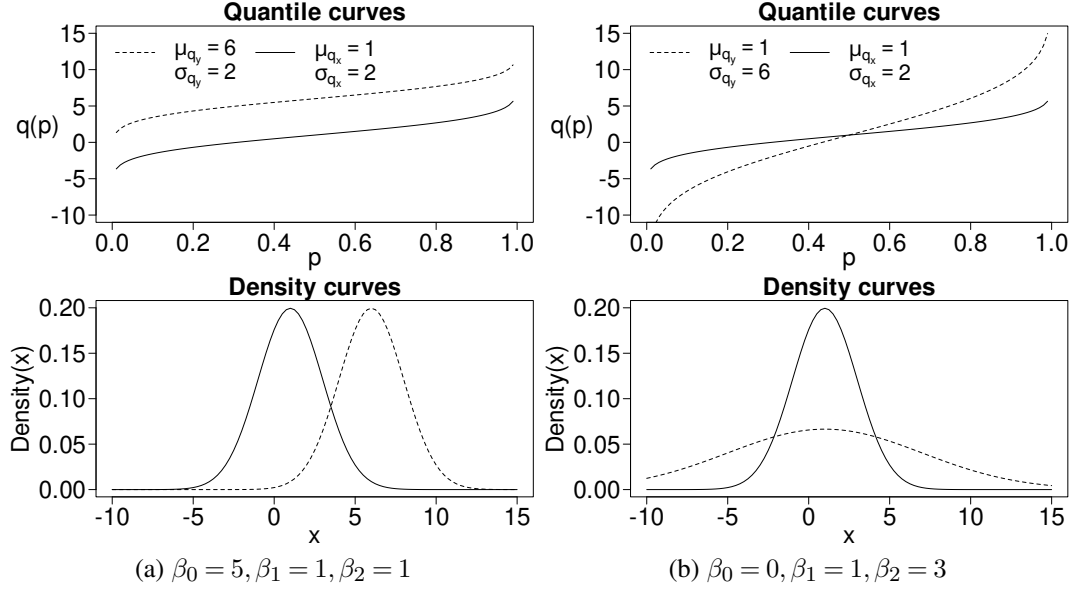 Quantile curves
15
10
5
0
-5
-10
q(p)
μqy = 6
σqy = 2
μqx = 1
σqx = 2
0.0 0.2 0.4 0.6 0.8 1.0
p
Quantile curves
15
10
5
0
-5
-10
q(p)
μqy = 1
σqy = 6
μqx = 1
σqx = 2
0.0 0.2 0.4 0.6 0.8 1.0
p
Density curves
0.20
0.15
0.10
0.05
0.00
Density(x)
-10 -5 0 5 10 15
x
Density curves
0.20
0.15
0.10
0.05
0.00
Density(x)
-10 -5 0 5 10 15
x
(a) β0 = 5, β1 = 1, β2 = 1
(b) β0 = 0, β1 = 1, β2 = 3